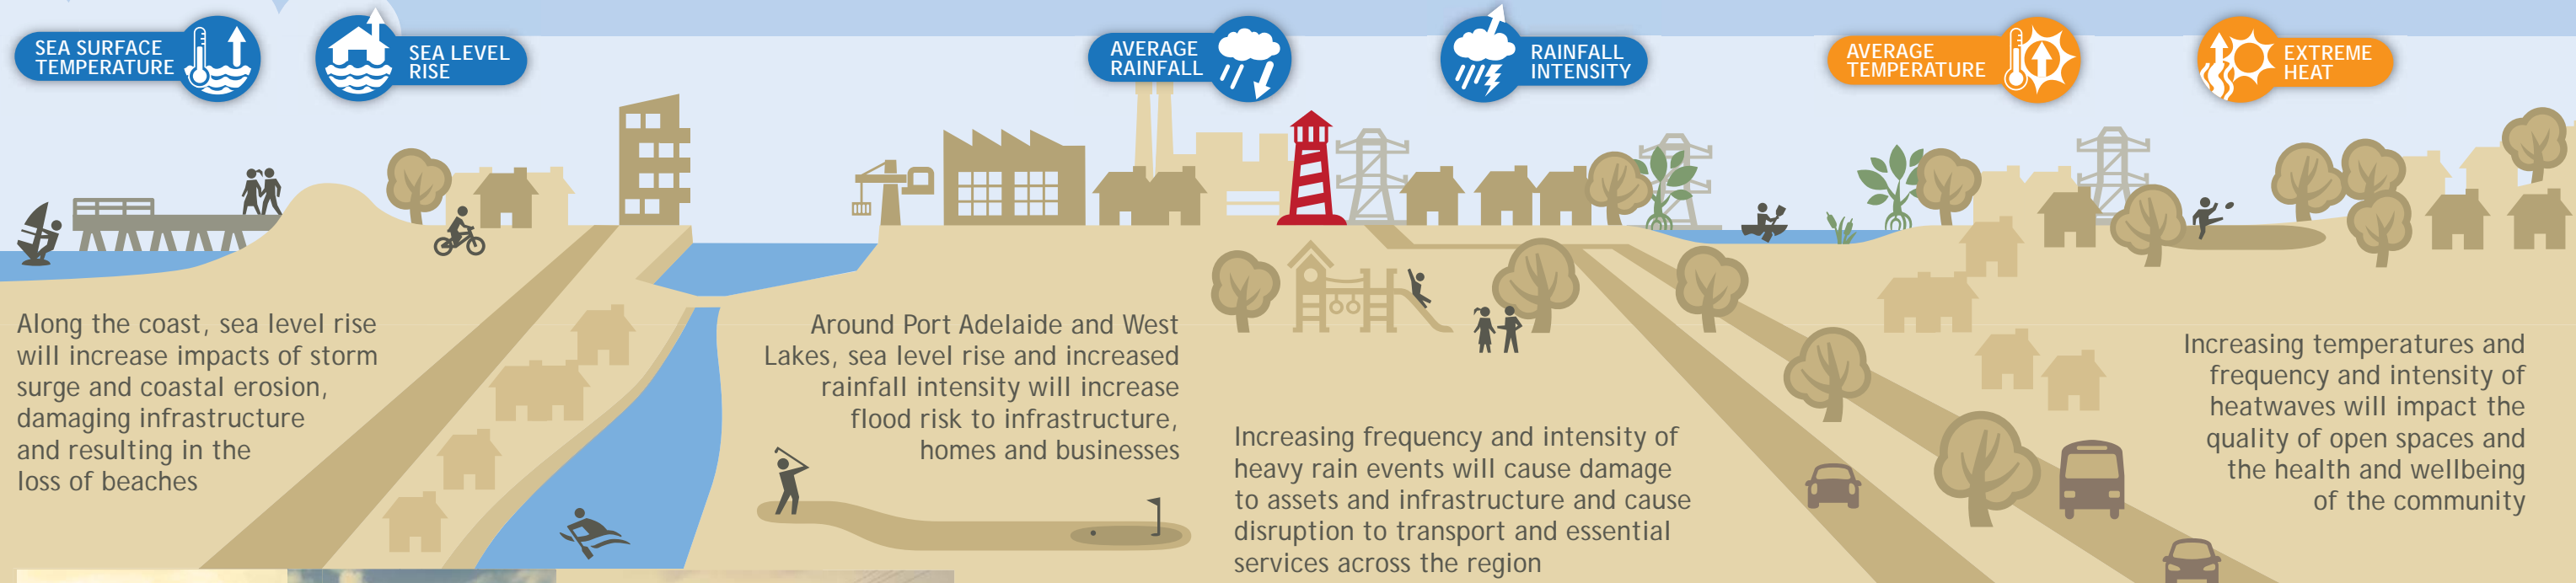 SEA SURFACE
TEMPERATURE
SEA LEVEL
RISE
AVERAGE
RAINFALL
RAINFALL
INTENSITY
AVERAGE
TEMPERATURE
EXTREME
HEAT
Along the coast, sea level rise
will increase impacts of storm
surge and coastal erosion,
damaging infrastructure
and resulting in the
loss of beaches
Around Port Adelaide and West
Lakes, sea level rise and increased
rainfall intensity will increase
flood risk to infrastructure,
homes and businesses
Increasing frequency and intensity of
heavy rain events will cause damage
to assets and infrastructure and cause
disruption to transport and essential
services across the region
Increasing temperatures and
frequency and intensity of
heatwaves will impact the
quality of open spaces and
the health and wellbeing
of the community